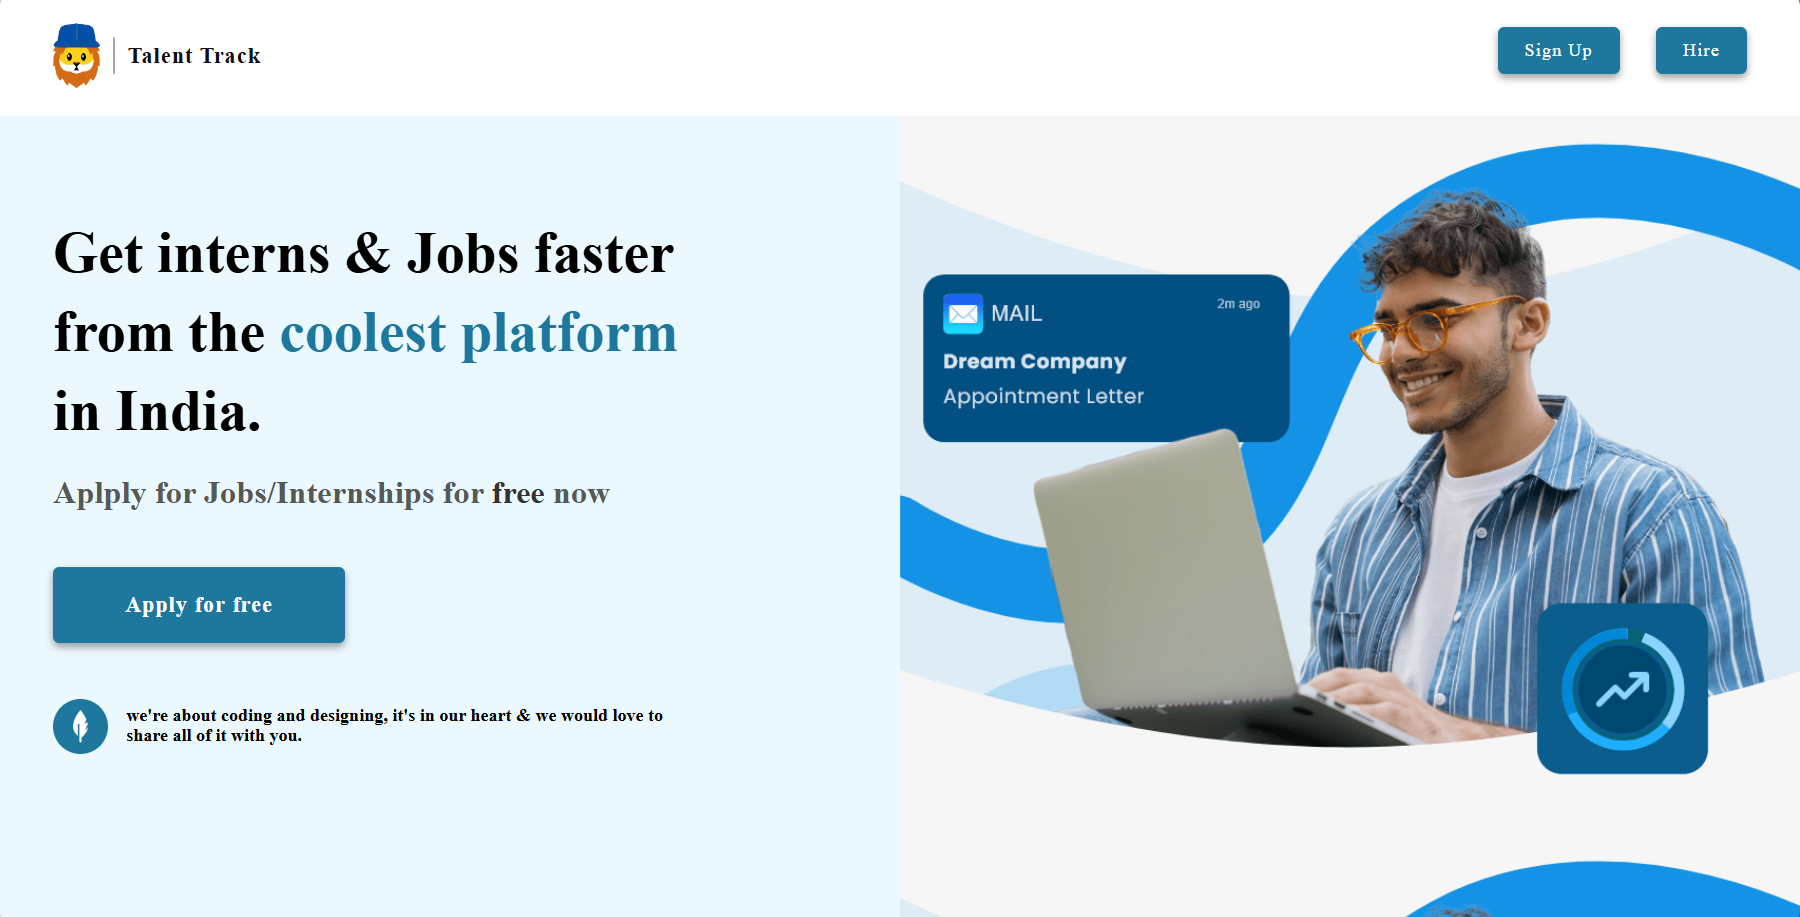 Talent Track
Sign Up
Hire
Get interns & Jobs faster
from the coolest platform
in India.
Aplply for Jobs/Internships for free now
Apply for free
we're about coding and designing, it's in our heart & we would love to
share all of it with you.
MAIL
2m ago
Dream Company
Appointment Letter